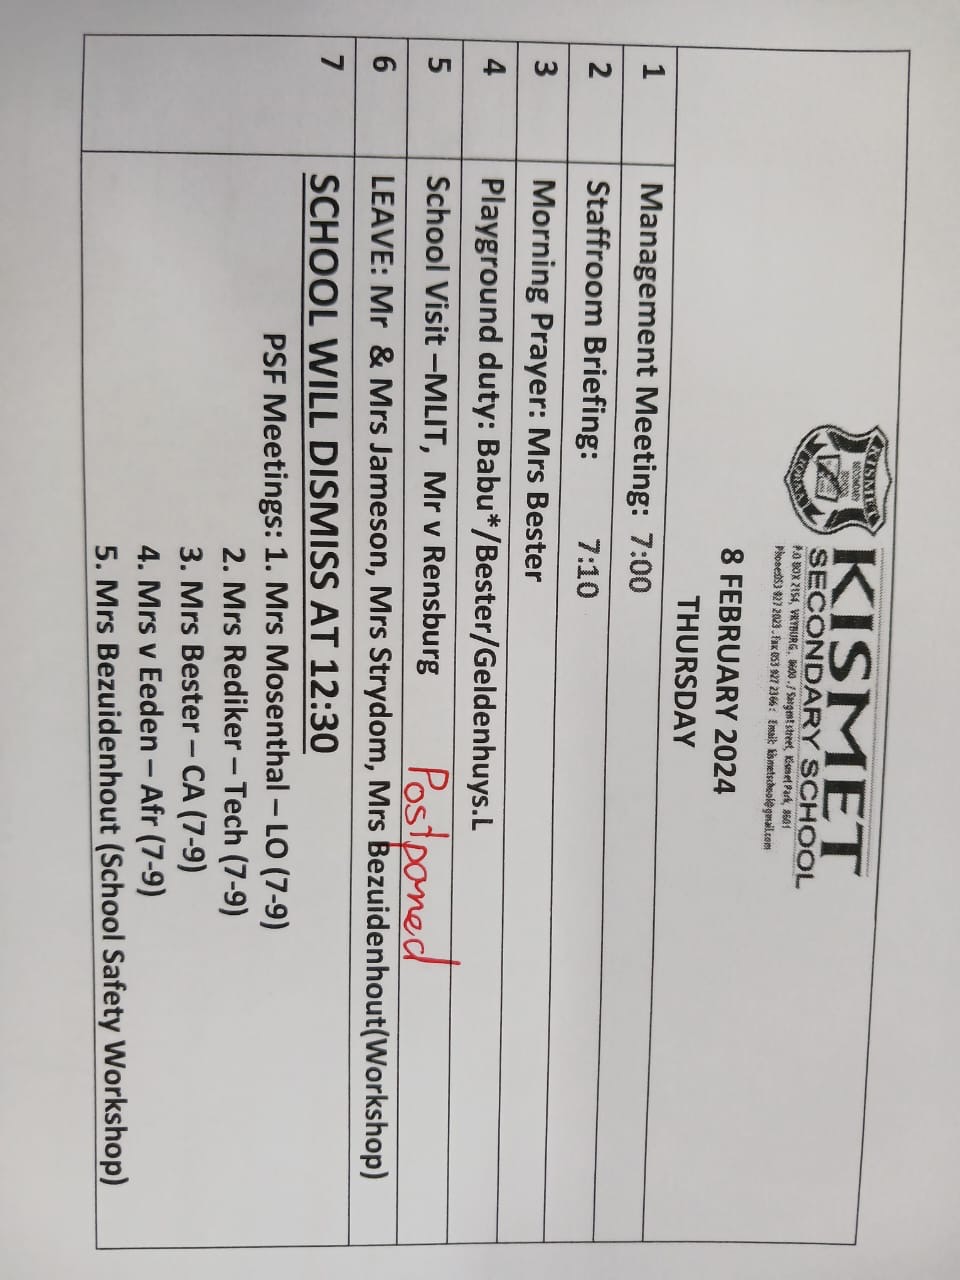 KISMET
SECONDARY SCHOOL
P.O BOX 2154, VRYBURG, 8600 / Sargent street, Kismet Park, 8601
Phone:053 927 2023. Fax 053 927 2366 : Email: kismetschool@gmail.com
8 FEBRUARY 2024
THURSDAY
1 Management Meeting: 7:00
2 Staffroom Briefing: 7:10
3 Morning Prayer: Mrs Bester
4 Playground duty: Babu*/Bester/Geldenhuys.L
5 School Visit –MLIT, Mr v Rensburg Postponed
6 LEAVE: Mr & Mrs Jameson, Mrs Strydom, Mrs Bezuidenhout(Workshop)
7 SCHOOL WILL DISMISS AT 12:30
PSF Meetings: 1. Mrs Mosenthal – LO (7-9)
2. Mrs Rediker – Tech (7-9)
3. Mrs Bester – CA (7-9)
4. Mrs v Eeden – Afr (7-9)
5. Mrs Bezuidenhout (School Safety Workshop)